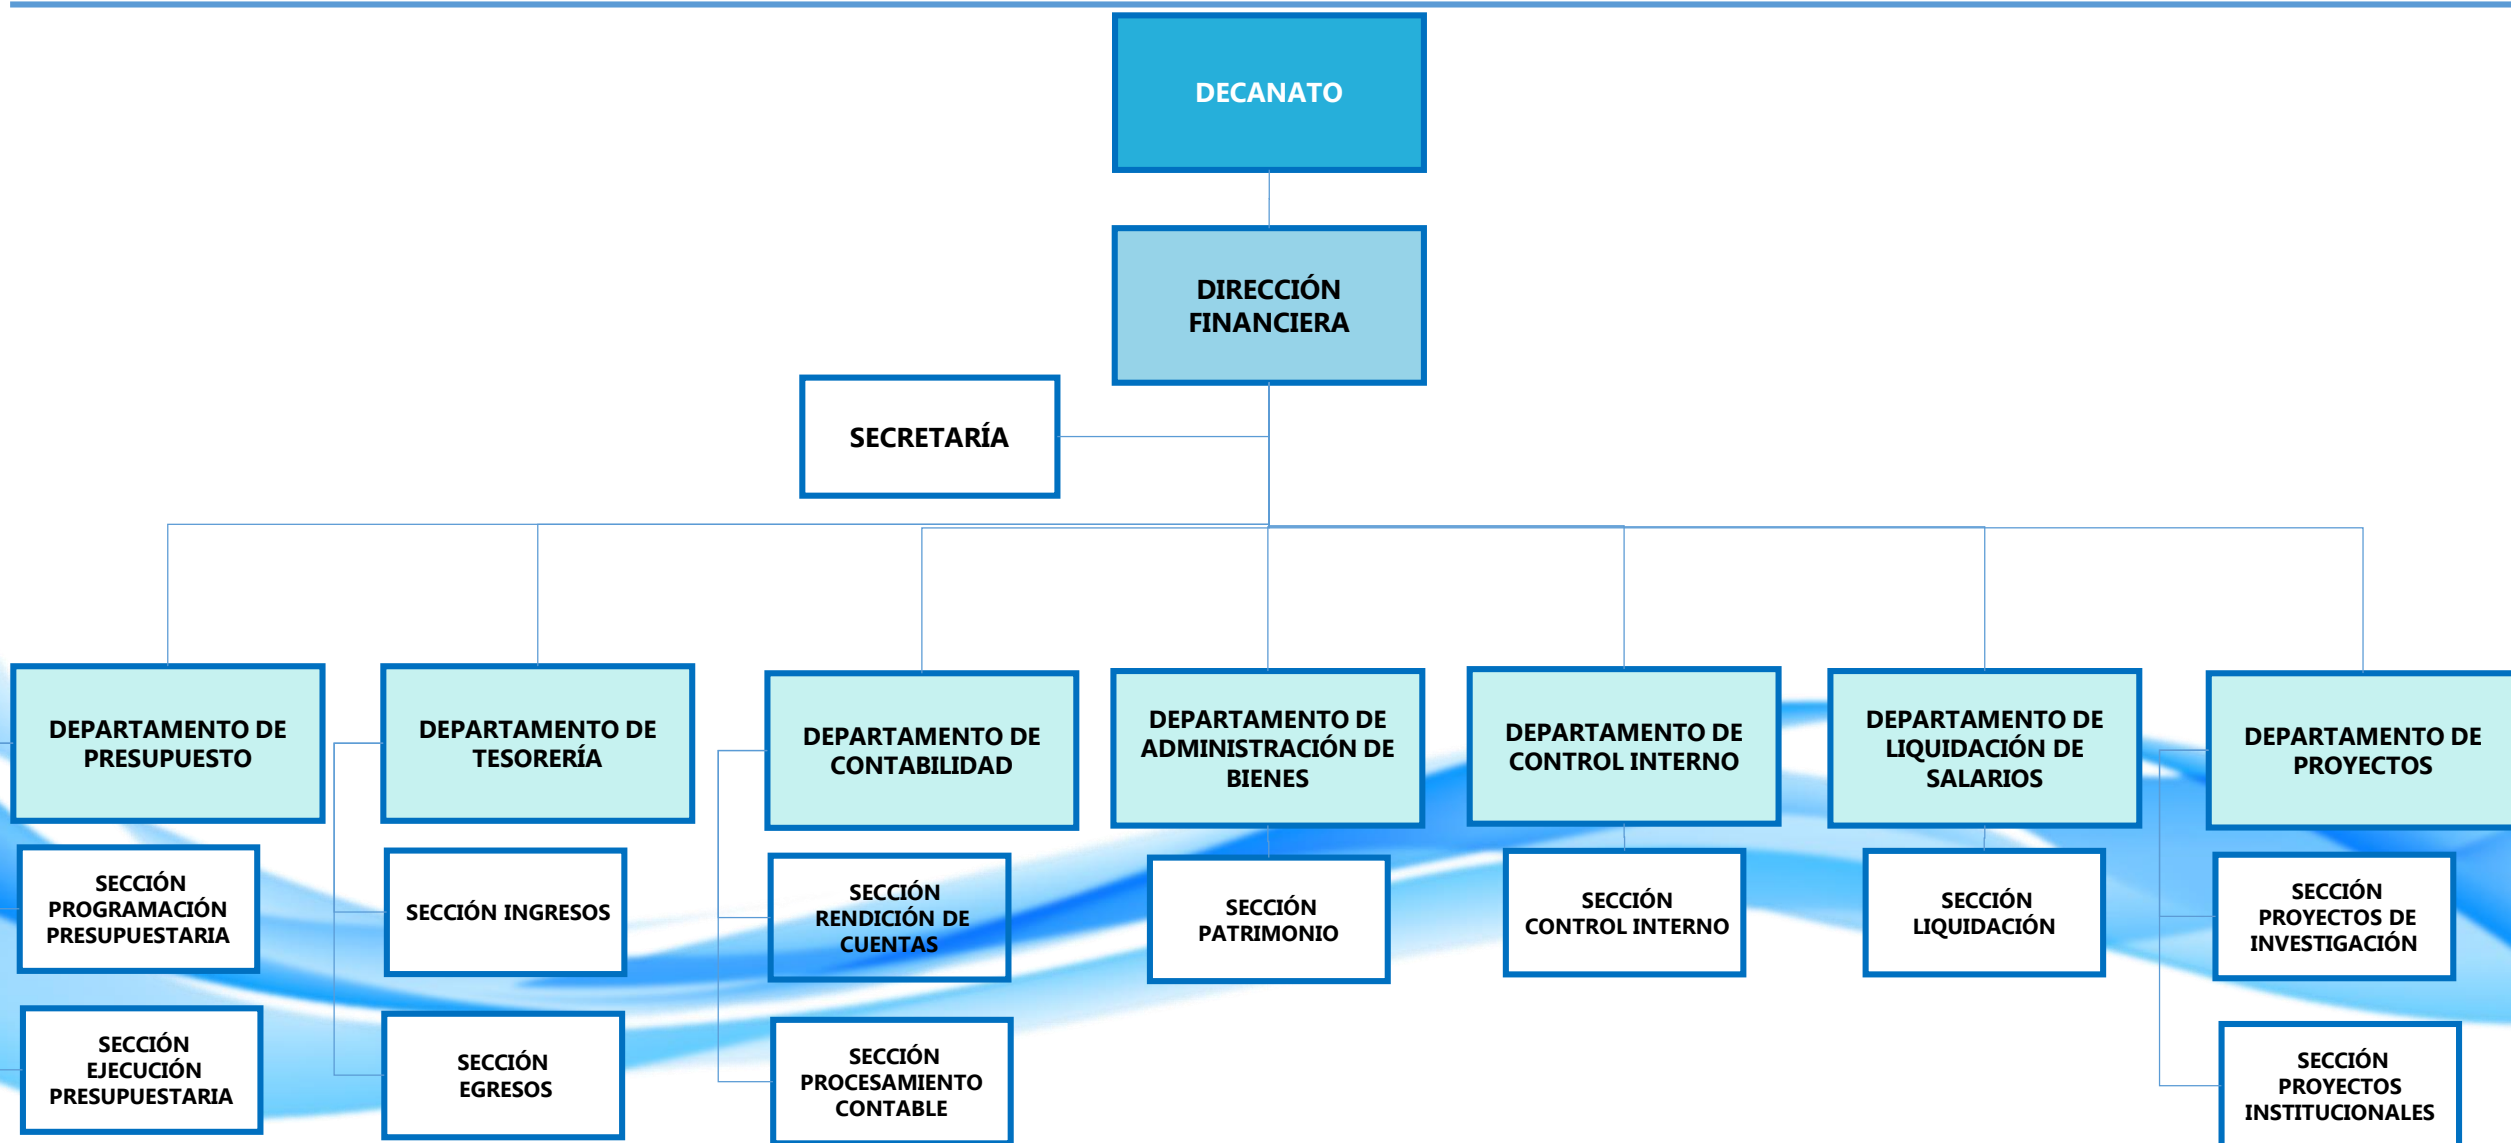 DECANATO
DIRECCIÓN
FINANCIERA
SECRETARÍA
DEPARTAMENTO DE
PRESUPUESTO
DEPARTAMENTO DE
TESORERÍA
DEPARTAMENTO DE
CONTABILIDAD
DEPARTAMENTO DE
ADMINISTRACIÓN DE
BIENES
DEPARTAMENTO DE
CONTROL INTERNO
DEPARTAMENTO DE
LIQUIDACIÓN DE
SALARIOS
DEPARTAMENTO DE
PROYECTOS
SECCIÓN
PROGRAMACIÓN
PRESUPUESTARIA
SECCIÓN INGRESOS
SECCIÓN
RENDICIÓN DE
CUENTAS
SECCIÓN
PATRIMONIO
SECCIÓN
CONTROL INTERNO
SECCIÓN
LIQUIDACIÓN
SECCIÓN
PROYECTOS DE
INVESTIGACIÓN
SECCIÓN
EJECUCIÓN
PRESUPUESTARIA
SECCIÓN
EGRESOS
SECCIÓN
PROCESAMIENTO
CONTABLE
SECCIÓN
PROYECTOS
INSTITUCIONALES